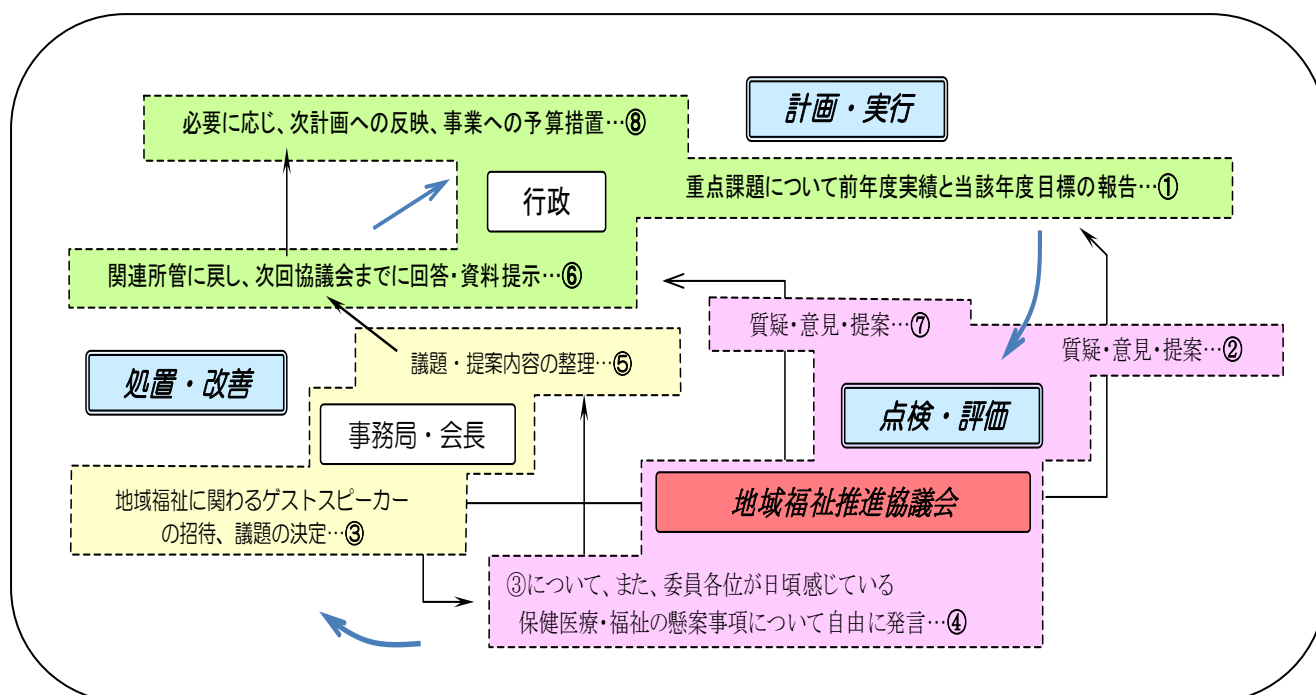 計画・実行
必要に応じ、次計画への反映、事業への予算措置…⑧
重点課題について前年度実績と当該年度目標の報告…①
行政
関連所管に戻し、次回協議会までに回答・資料提示…⑥
質疑・意見・提案…⑦
質疑・意見・提案…②
議題・提案内容の整理…⑤
処置・改善
点検・評価
事務局・会長
地域福祉に関わるゲストスピーカー
の招待、議題の決定…③
地域福祉推進協議会
③について、また、委員各位が日頃感じている
保健医療・福祉の懸案事項について自由に発言…④